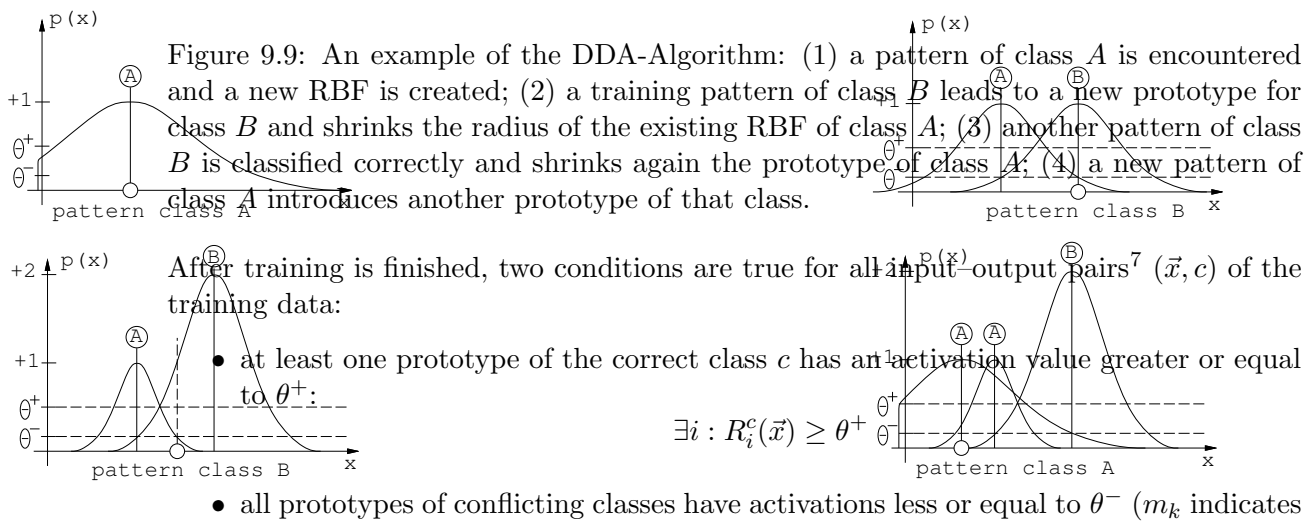 p(x)
A
+1
θ+
θ−
x
pattern class A
p(x)
A
B
+1
θ+
θ−
x
pattern class B
Figure 9.9: An example of the DDA-Algorithm: (1) a pattern of class A is encountered
and a new RBF is created; (2) a training pattern of class B leads to a new prototype for
class B and shrinks the radius of the existing RBF of class A; (3) another pattern of class
B is classified correctly and shrinks again the prototype of class A; (4) a new pattern of
class A introduces another prototype of that class.
+2
p(x)
B
A
+1
θ+
θ−
x
pattern class B
+2
p(x)
B
A
A
+1
θ+
θ−
x
pattern class A
After training is finished, two conditions are true for all input–output pairs⁷ (x⃗, c) of the
training data:
• at least one prototype of the correct class c has an activation value greater or equal
to θ⁺:
∃i : Rᵢᶜ(x⃗) ≥ θ⁺
• all prototypes of conflicting classes have activations less or equal to θ⁻ (mₖ indicates